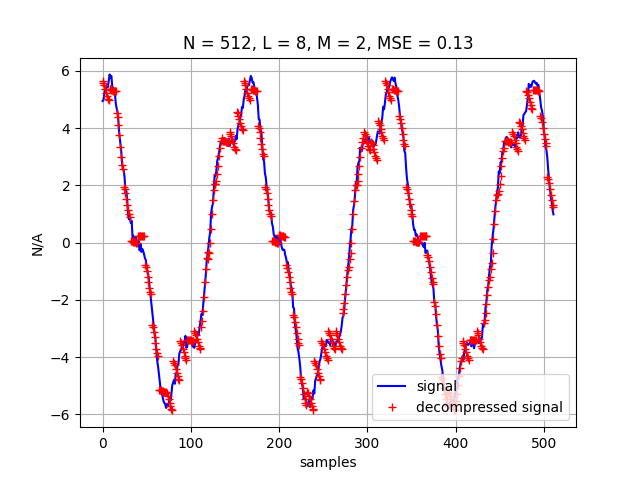 N = 512, L = 8, M = 2, MSE = 0.13
6
4
2
0
−2
−4
−6
N/A
signal
decompressed signal
0 100 200 300 400 500
samples